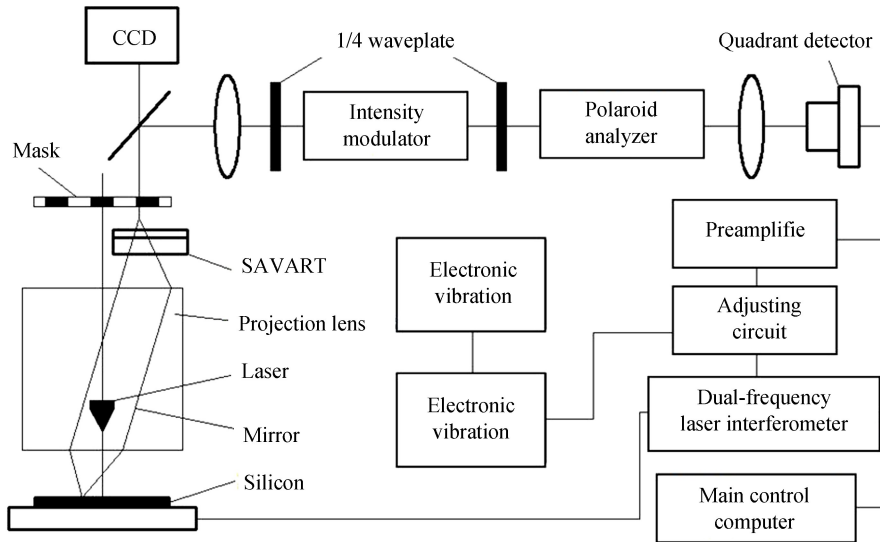 CCD
1/4 waveplate
Quadrant detector
Intensity
modulator
Polaroid
analyzer
Mask
SAVART
Projection lens
Laser
Mirror
Silicon
Electronic
vibration
Electronic
vibration
Preamplifie
Adjusting
circuit
Dual-frequency
laser interferometer
Main control
computer